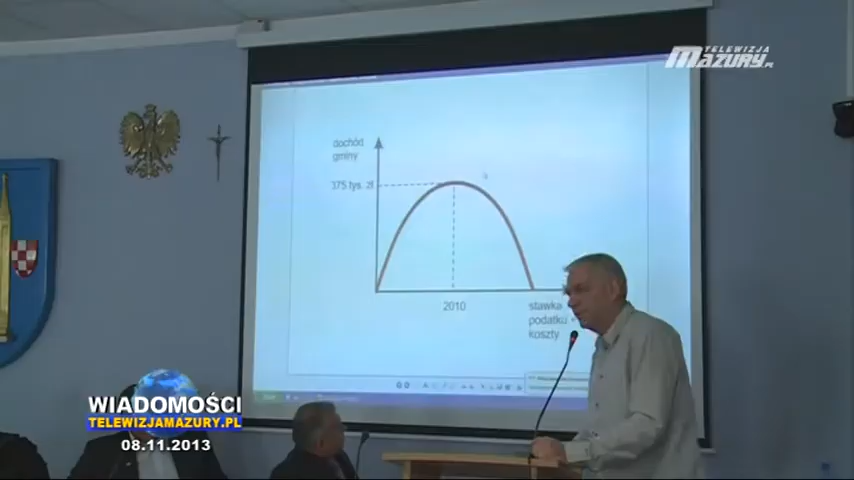 TELEWIZJA
MAZURY.PL
dochód
gminy
375 tys. zł
2010
stawka
podatku +
koszty
WIADOMOŚCI
TELEWIZJAMAZURY.PL
08.11.2013